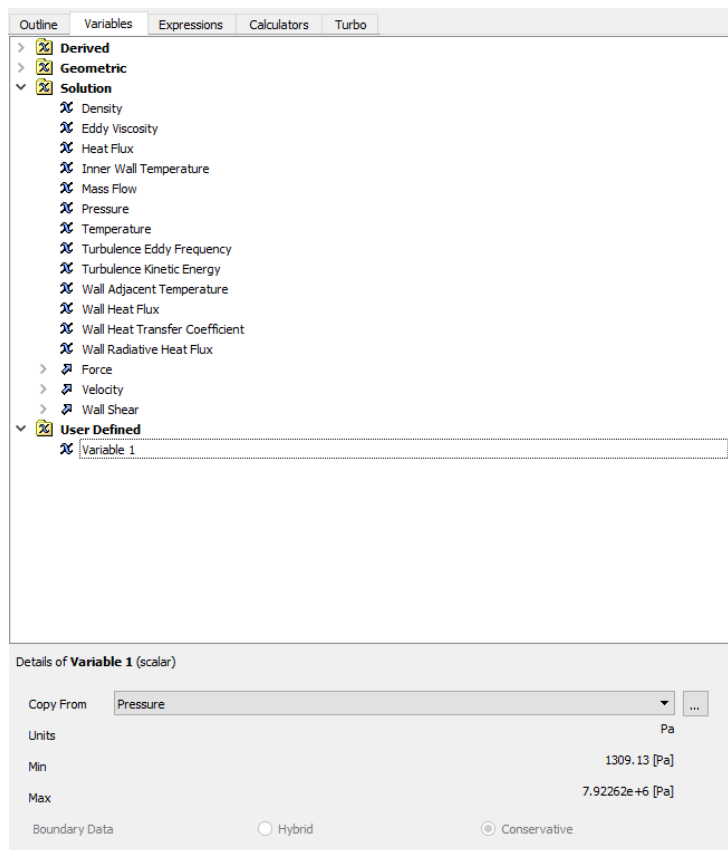 Outline Variables Expressions Calculators Turbo
Derived
Geometric
Solution
Density
Eddy Viscosity
Heat Flux
Inner Wall Temperature
Mass Flow
Pressure
Temperature
Turbulence Eddy Frequency
Turbulence Kinetic Energy
Wall Adjacent Temperature
Wall Heat Flux
Wall Heat Transfer Coefficient
Wall Radiative Heat Flux
Force
Velocity
Wall Shear
User Defined
Variable 1
Details of Variable 1 (scalar)
Copy From Pressure ...
Units Pa
Min 1309.13 [Pa]
Max 7.92262e+6 [Pa]
Boundary Data Hybrid Conservative